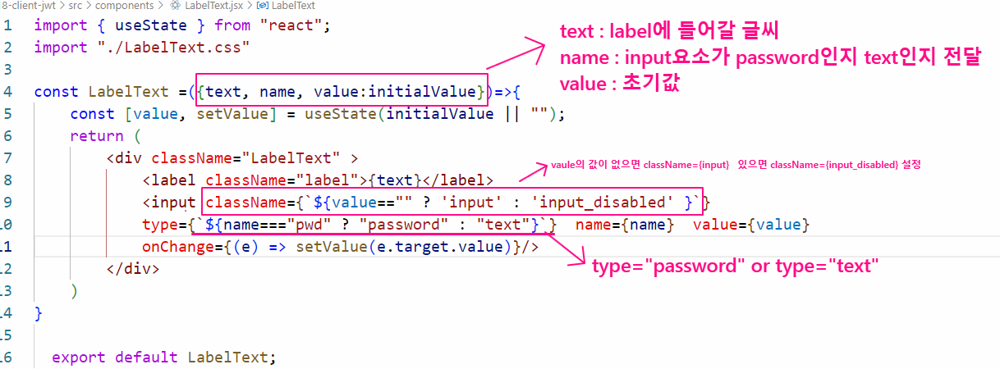 8-client-jwt > src > components > LabelText.jsx > LabelText
1 import { useState } from "react";
2 import "./LabelText.css"
text : label에 들어갈 글씨
name : input요소가 password인지 text인지 전달
value : 초기값
3
4 const LabelText =({text, name, value:initialValue})=>{
5 const [value, setValue] = useState(initialValue || "");
6 return (
7 <div className="LabelText" >
vaule의 값이 없으면 className={input} 있으면 className={input_disabled} 설정
8 <label className="label">{text}</label>
9 <input className={`${value=="" ? 'input' : 'input_disabled' }`}
10 type={`${name==="pwd" ? "password" : "text"}`} name={name} value={value}
11 onChange={(e) => setValue(e.target.value)}/>
type="password" or type="text"
12 </div>
13 )
14 }
15
16 export default LabelText;